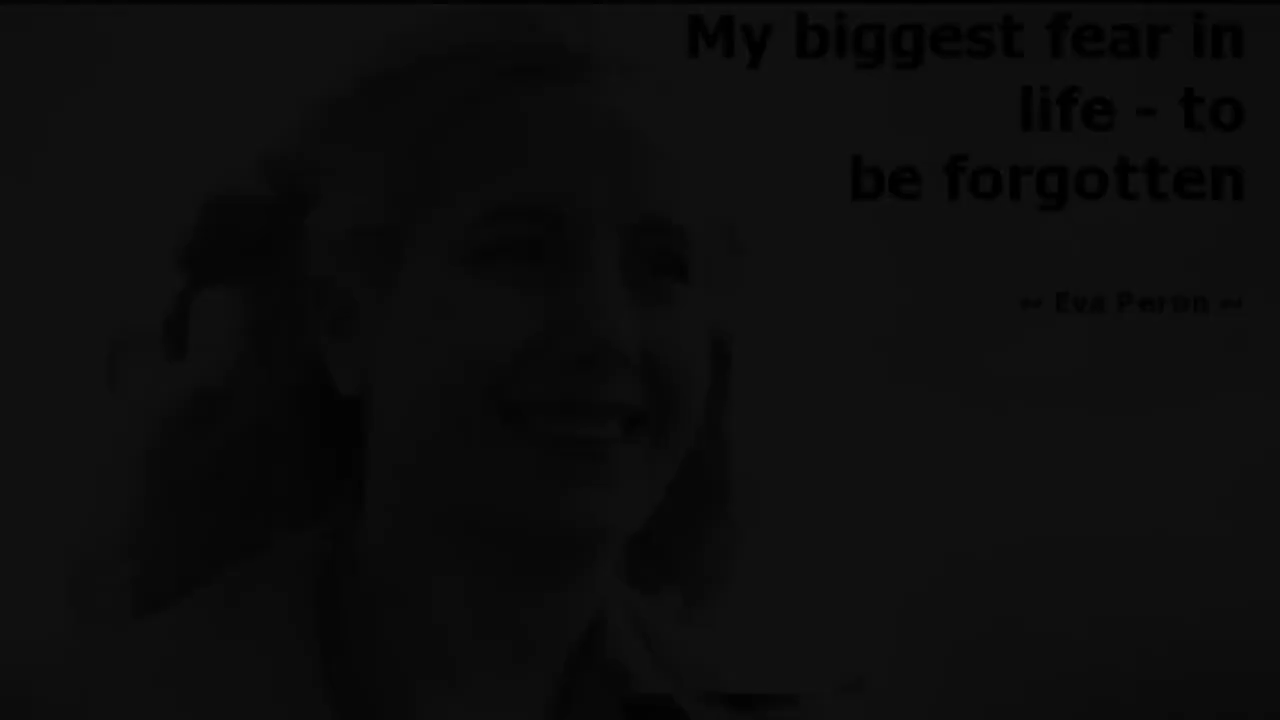 My biggest fear in
life - to
be forgotten
~ Eva Peron ~